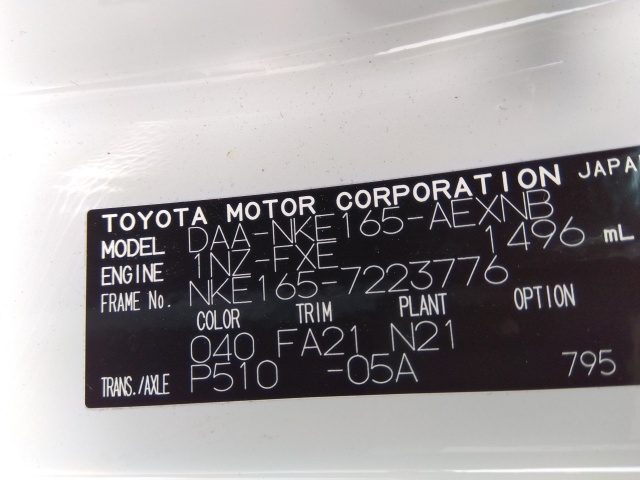 TOYOTA MOTOR CORPORATION JAPAN
MODEL DAA-NKE165-AEXNB
ENGINE 1NZ-FXE 1496 mL
FRAME No. NKE165-7223776
COLOR TRIM PLANT OPTION
040 FA21 N21
TRANS./AXLE P510 -05A 795